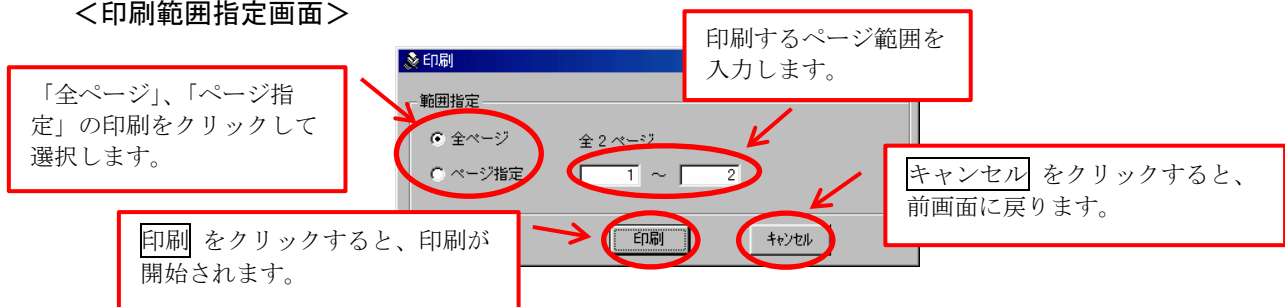 ＜印刷範囲指定画面＞
印刷するページ範囲を
入力します。
「全ページ」、「ページ指
定」の印刷をクリックして
選択します。
印刷
範囲指定
全ページ
全 2 ページ
ページ指定
1 ～ 2
キャンセル をクリックすると、
前画面に戻ります。
印刷 をクリックすると、印刷が
開始されます。
印刷
キャンセル